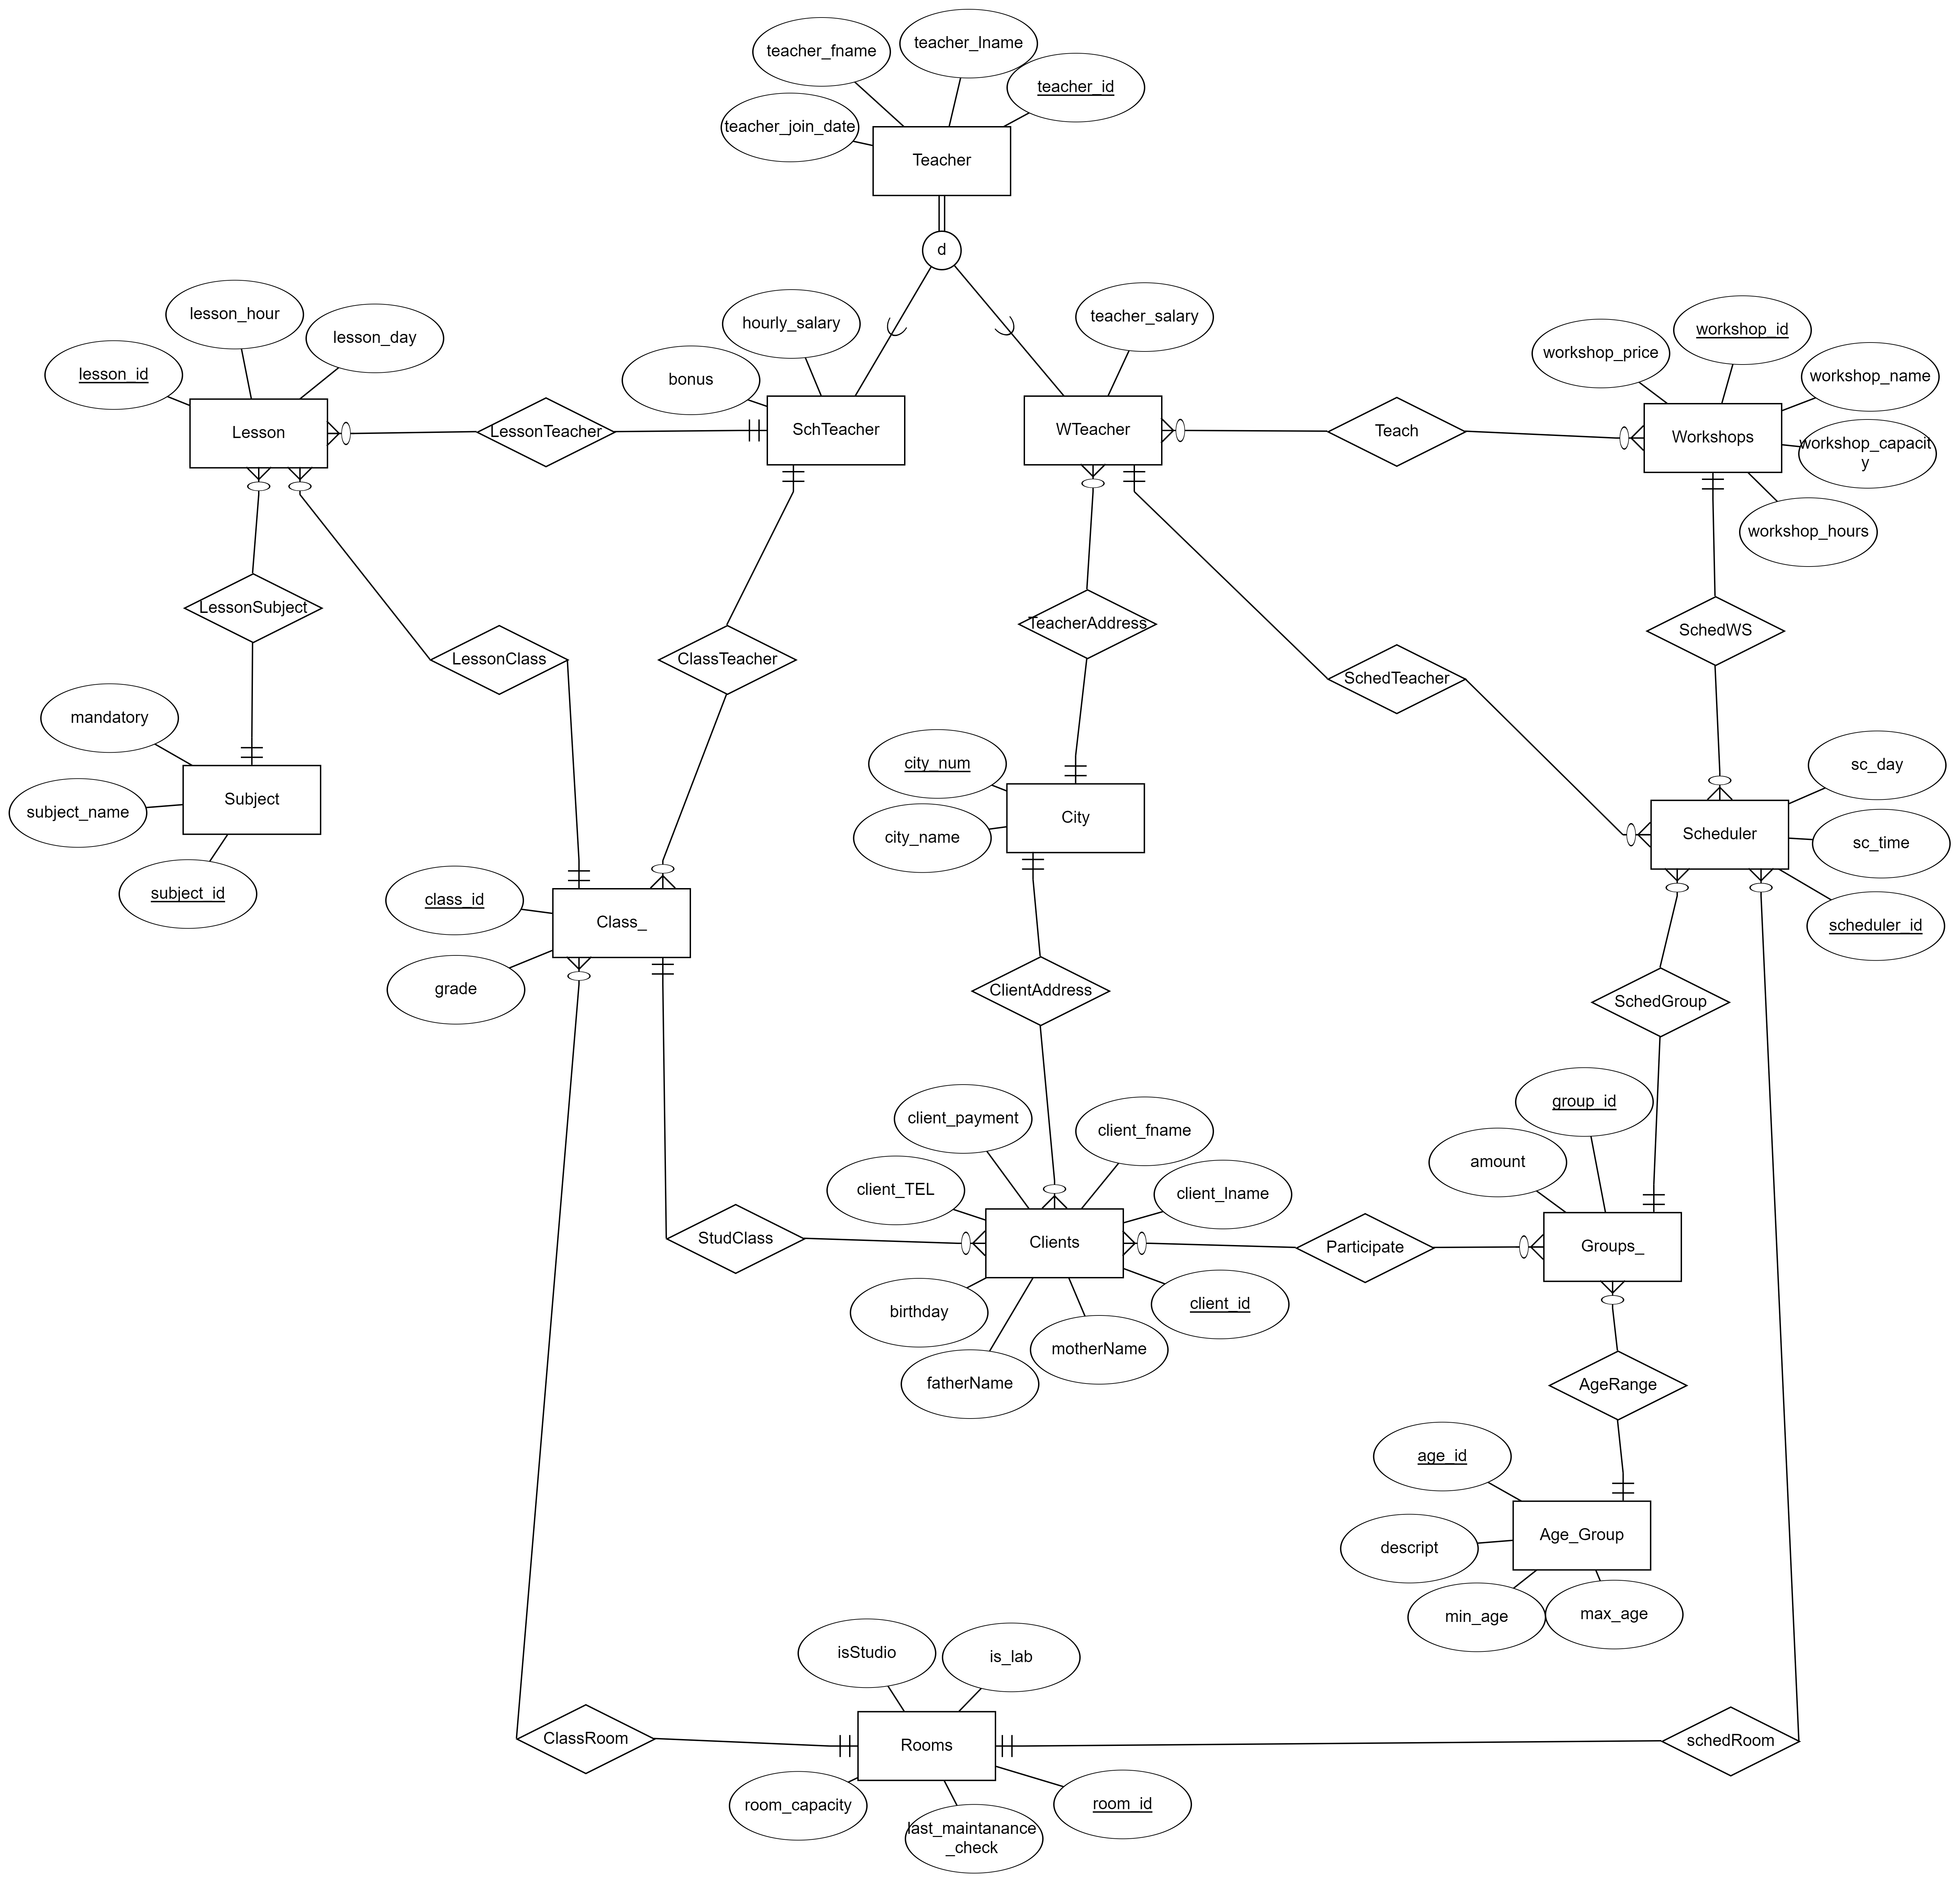 teacher_lname
teacher_fname
teacher_id
teacher_join_date
Teacher
d
lesson_hour
lesson_day
lesson_id
Lesson
LessonTeacher
hourly_salary
bonus
SchTeacher
teacher_salary
WTeacher
Teach
workshop_id
workshop_price
workshop_name
Workshops
workshop_capacit
y
workshop_hours
LessonSubject
LessonClass
ClassTeacher
TeacherAddress
SchedTeacher
SchedWS
mandatory
subject_name
Subject
subject_id
city_num
city_name
City
sc_day
Scheduler
sc_time
scheduler_id
class_id
Class_
grade
ClientAddress
SchedGroup
client_payment
client_fname
client_TEL
client_lname
StudClass
Clients
Participate
group_id
amount
Groups_
birthday
client_id
motherName
fatherName
AgeRange
age_id
descript
Age_Group
min_age
max_age
isStudio
is_lab
ClassRoom
Rooms
schedRoom
room_capacity
last_maintanance
_check
room_id